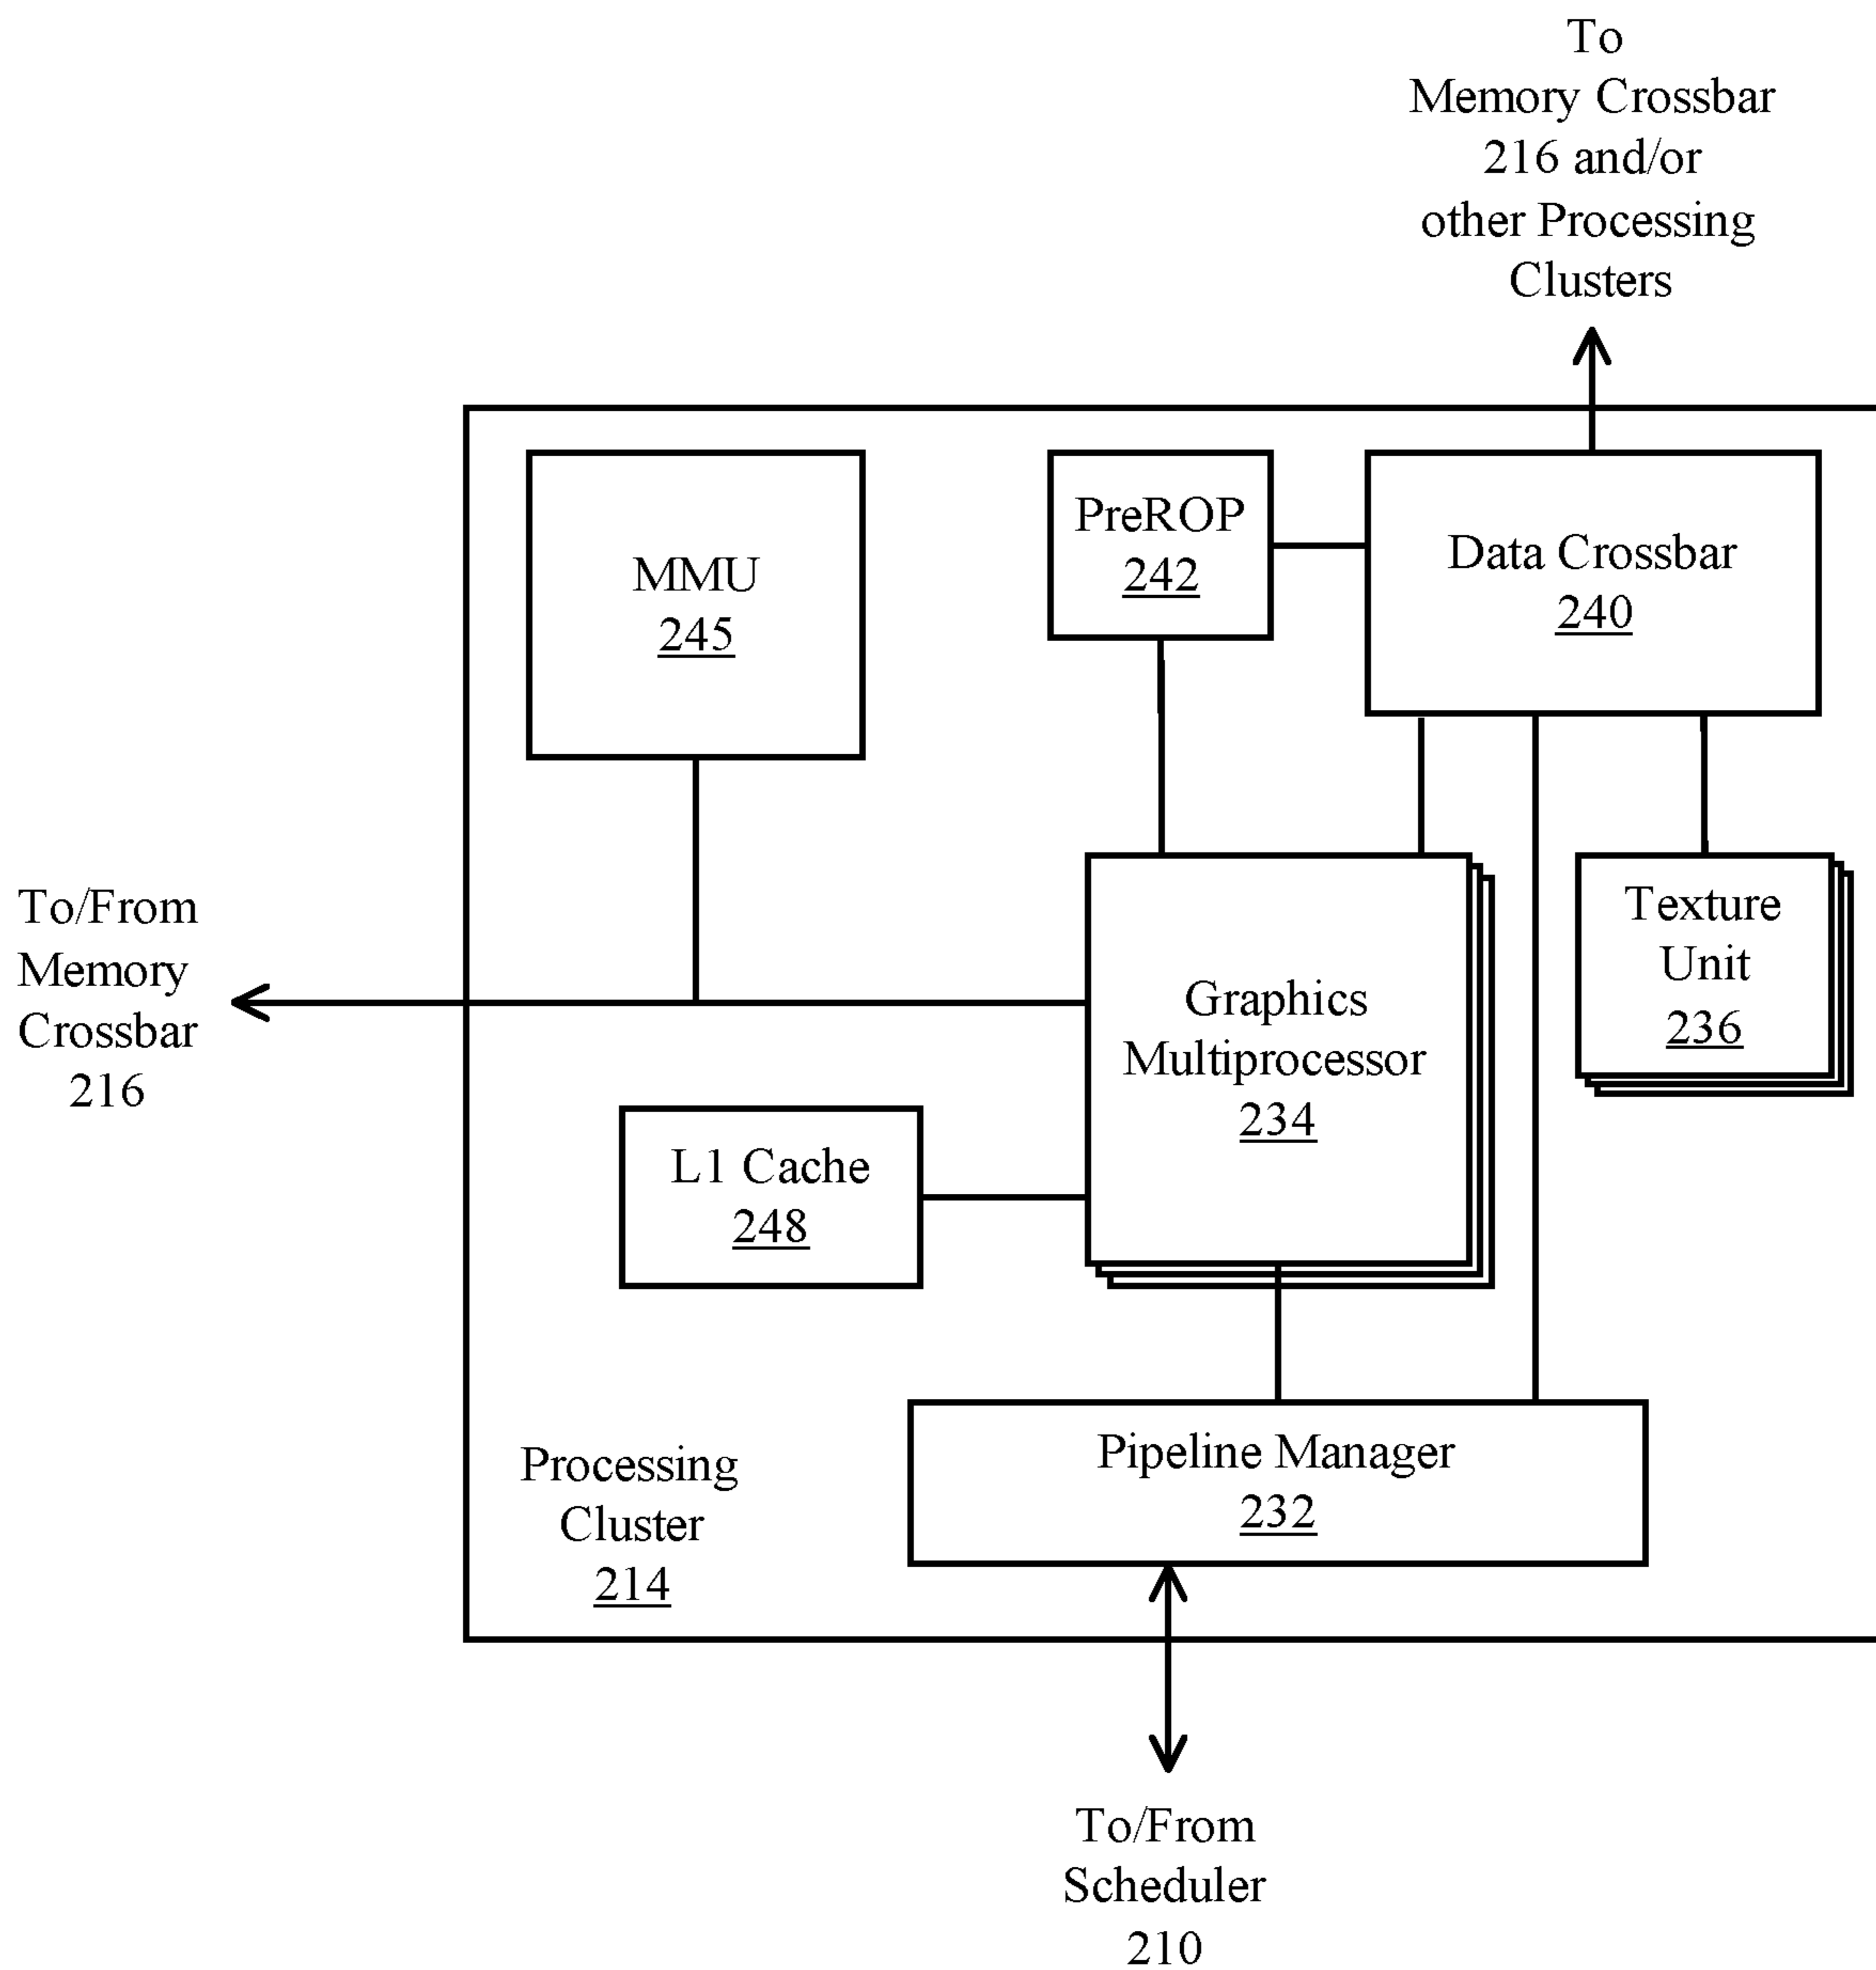 To
Memory Crossbar
216 and/or
other Processing
Clusters
MMU
245
PreROP
242
Data Crossbar
240
To/From
Memory
Crossbar
216
Graphics
Multiprocessor
234
Texture
Unit
236
L1 Cache
248
Processing
Cluster
214
Pipeline Manager
232
To/From
Scheduler
210